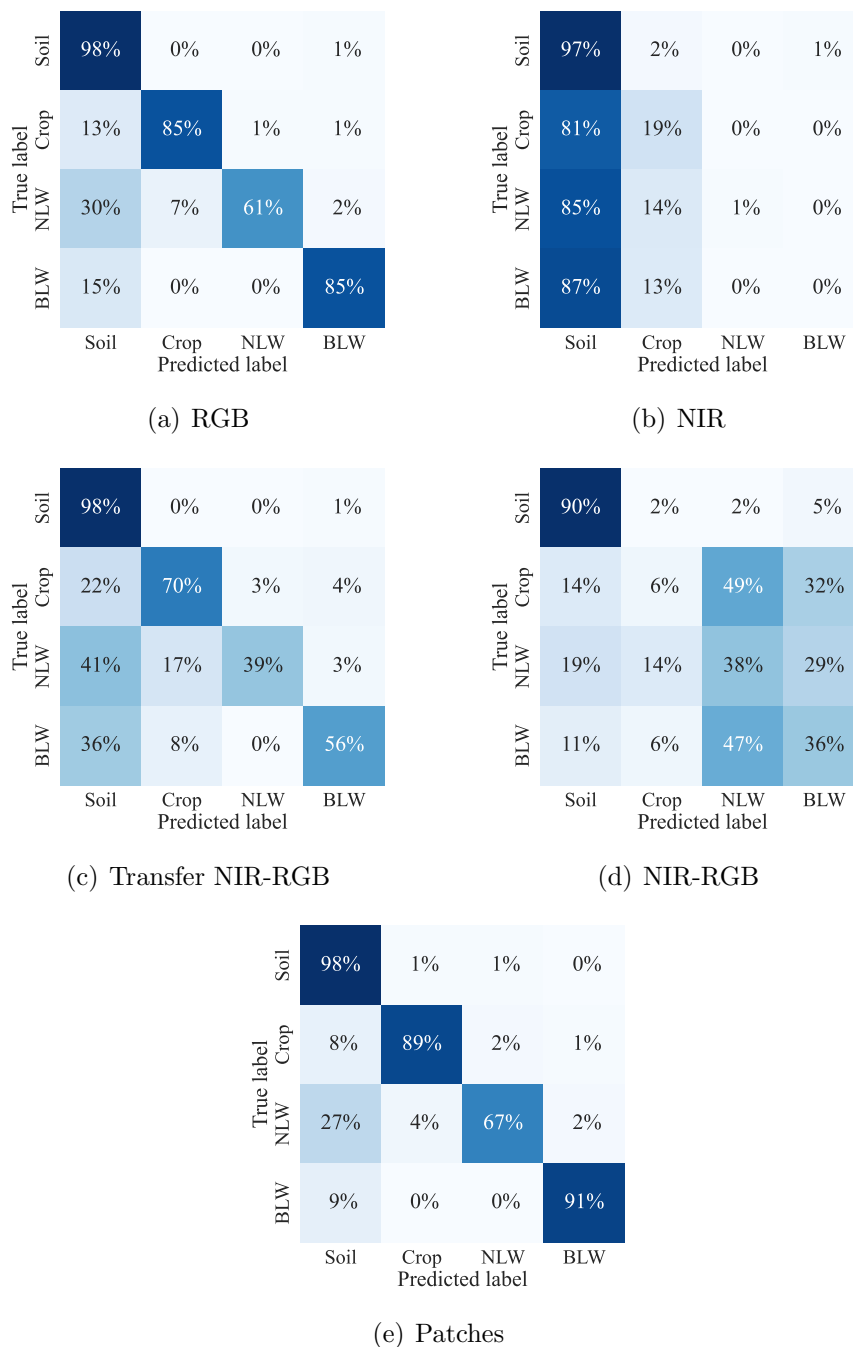 True label
Soil 98% 0% 0% 1%
Crop 13% 85% 1% 1%
NLW 30% 7% 61% 2%
BLW 15% 0% 0% 85%
Soil Crop NLW BLW
Predicted label
(a) RGB
True label
Soil 97% 2% 0% 1%
Crop 81% 19% 0% 0%
NLW 85% 14% 1% 0%
BLW 87% 13% 0% 0%
Soil Crop NLW BLW
Predicted label
(b) NIR
True label
Soil 98% 0% 0% 1%
Crop 22% 70% 3% 4%
NLW 41% 17% 39% 3%
BLW 36% 8% 0% 56%
Soil Crop NLW BLW
Predicted label
(c) Transfer NIR-RGB
True label
Soil 90% 2% 2% 5%
Crop 14% 6% 49% 32%
NLW 19% 14% 38% 29%
BLW 11% 6% 47% 36%
Soil Crop NLW BLW
Predicted label
(d) NIR-RGB
True label
Soil 98% 1% 1% 0%
Crop 8% 89% 2% 1%
NLW 27% 4% 67% 2%
BLW 9% 0% 0% 91%
Soil Crop NLW BLW
Predicted label
(e) Patches